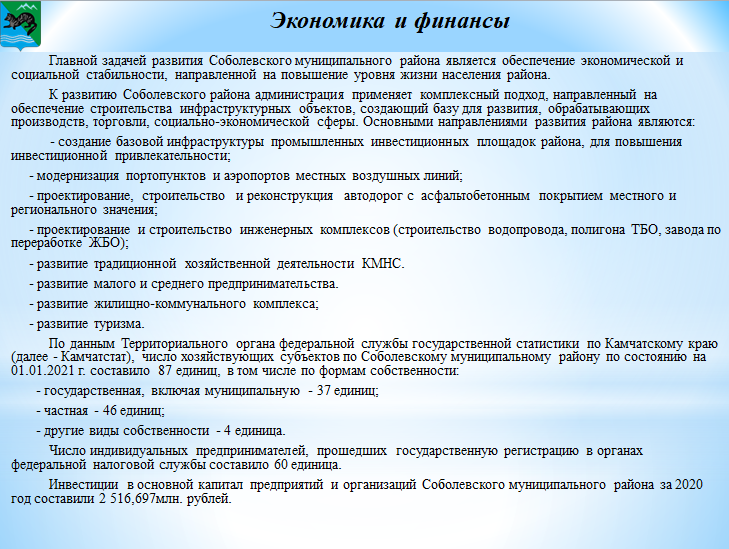 Экономика и финансы
Главной задачей развития Соболевского муниципального района является обеспечение экономической и
социальной стабильности, направленной на повышение уровня жизни населения района.
К развитию Соболевского района администрация применяет комплексный подход, направленный на
обеспечение строительства инфраструктурных объектов, создающий базу для развития, обрабатывающих
производств, торговли, социально-экономической сферы. Основными направлениями развития района являются:
- создание базовой инфраструктуры промышленных инвестиционных площадок района, для повышения
инвестиционной привлекательности;
- модернизация портопунктов и аэропортов местных воздушных линий;
- проектирование, строительство и реконструкция автодорог с асфальтобетонным покрытием местного и
регионального значения;
- проектирование и строительство инженерных комплексов (строительство водопровода, полигона ТБО, завода по
переработке ЖБО);
- развитие традиционной хозяйственной деятельности КМНС.
- развитие малого и среднего предпринимательства.
- развитие жилищно-коммунального комплекса;
- развитие туризма.
По данным Территориального органа федеральной службы государственной статистики по Камчатскому краю
(далее - Камчатстат), число хозяйствующих субъектов по Соболевскому муниципальному району по состоянию на
01.01.2021 г. составило 87 единиц, в том числе по формам собственности:
- государственная, включая муниципальную - 37 единиц;
- частная - 46 единиц;
- другие виды собственности - 4 единица.
Число индивидуальных предпринимателей, прошедших государственную регистрацию в органах
федеральной налоговой службы составило 60 единица.
Инвестиции в основной капитал предприятий и организаций Соболевского муниципального района за 2020
год составили 2 516,697млн. рублей.